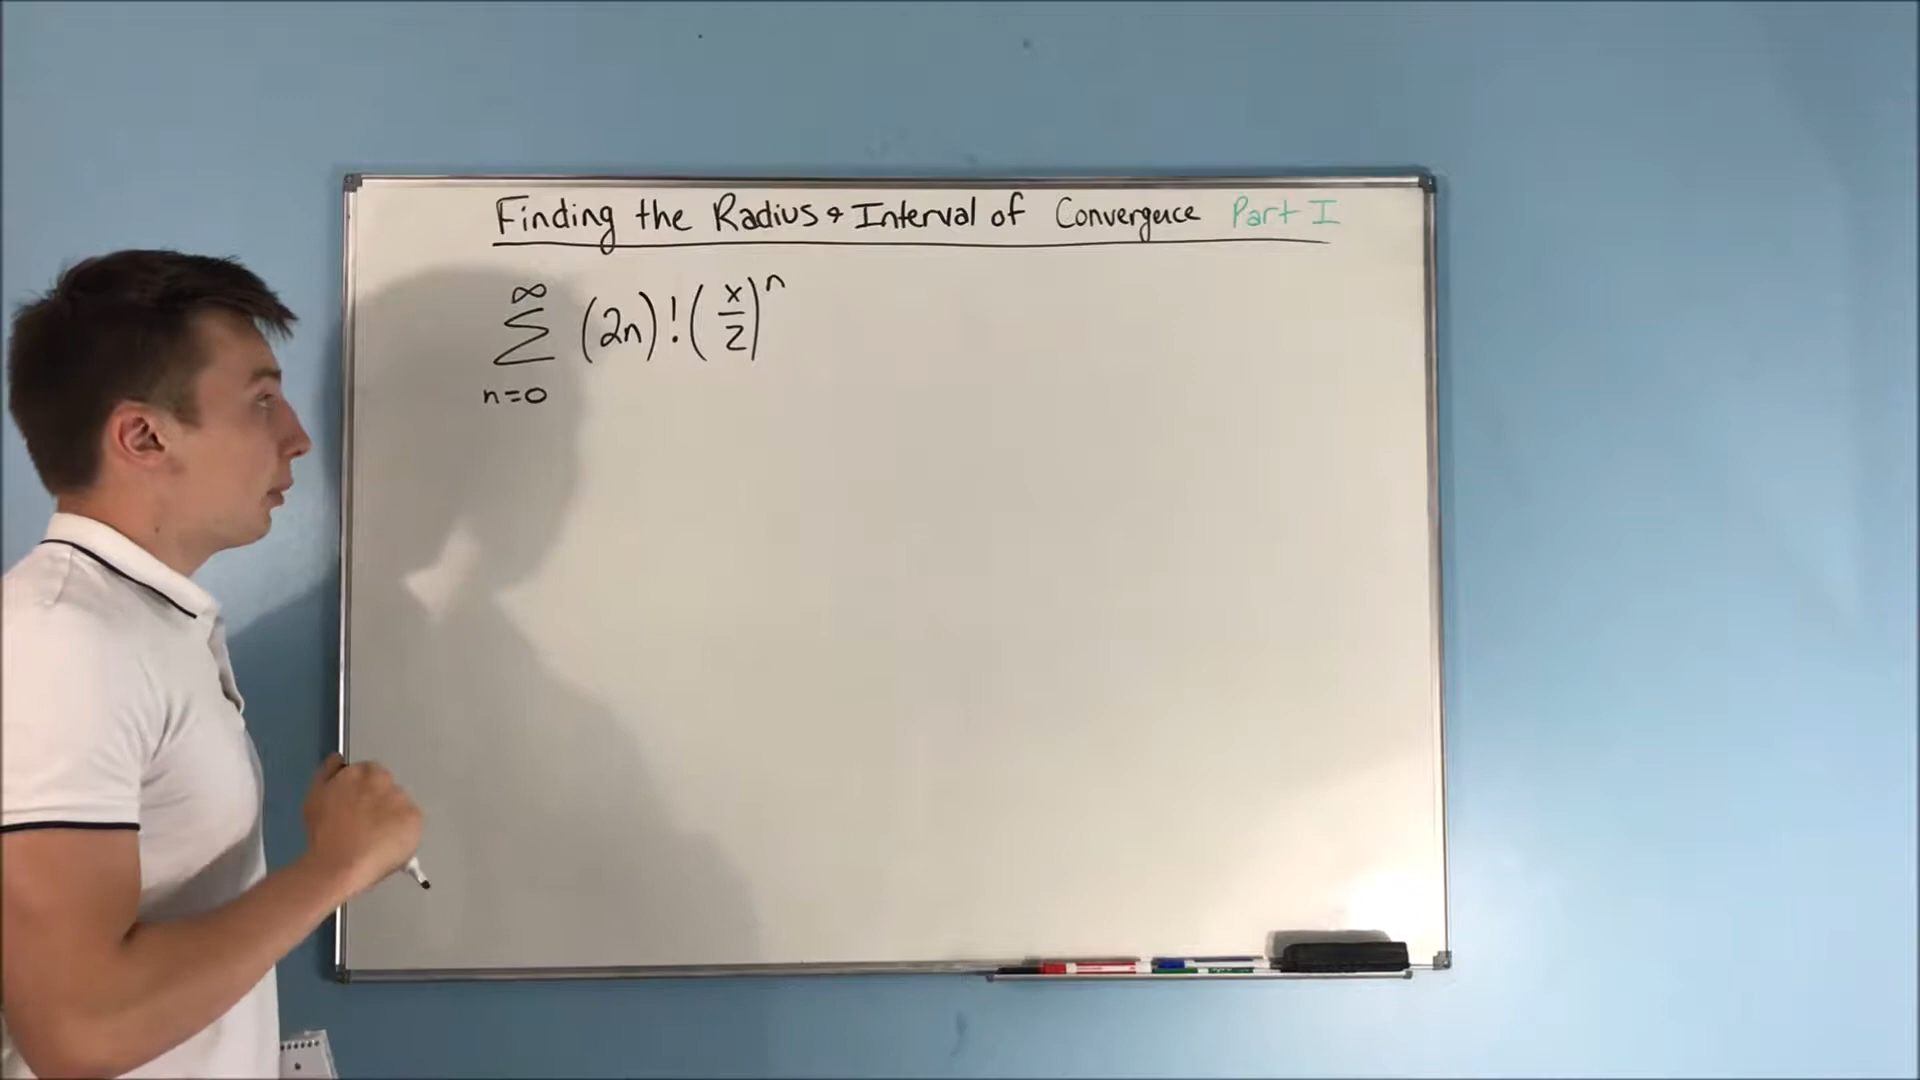 Finding the Radius & Interval of Convergence Part I
∞
∑ (2n)! (x/2)^n
n=0